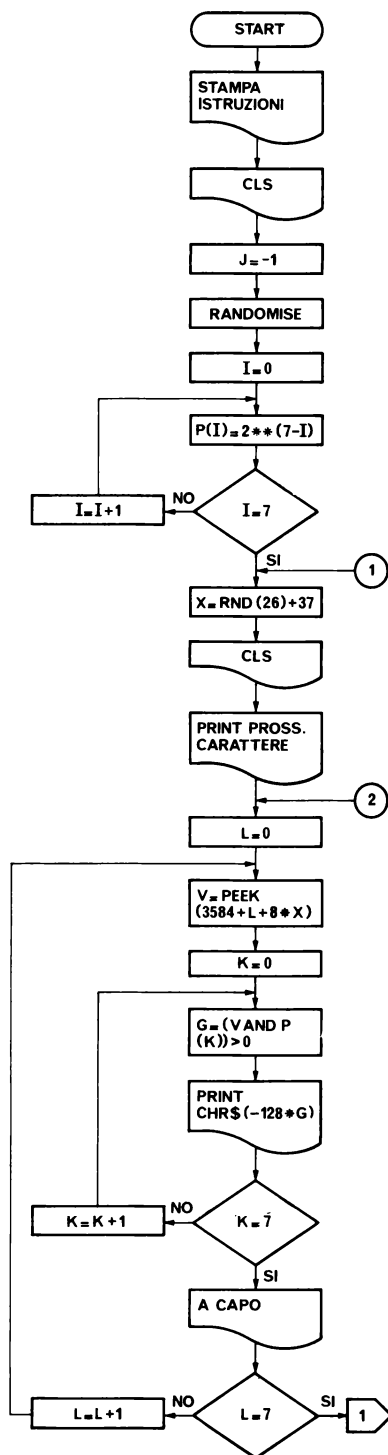 START
STAMPA
ISTRUZIONI
CLS
J=-1
RANDOMISE
I=0
P(I)=2**(7-I)
I=I+1
NO
I=7
SI
1
X=RND(26)+37
CLS
PRINT PROSS.
CARATTERE
2
L=0
V=PEEK
(3584+L+8*X)
K=0
G=(V AND P
(K))>0
PRINT
CHR$(-128*G)
K=K+1
NO
K=7
SI
A CAPO
L=L+1
NO
L=7
SI
1